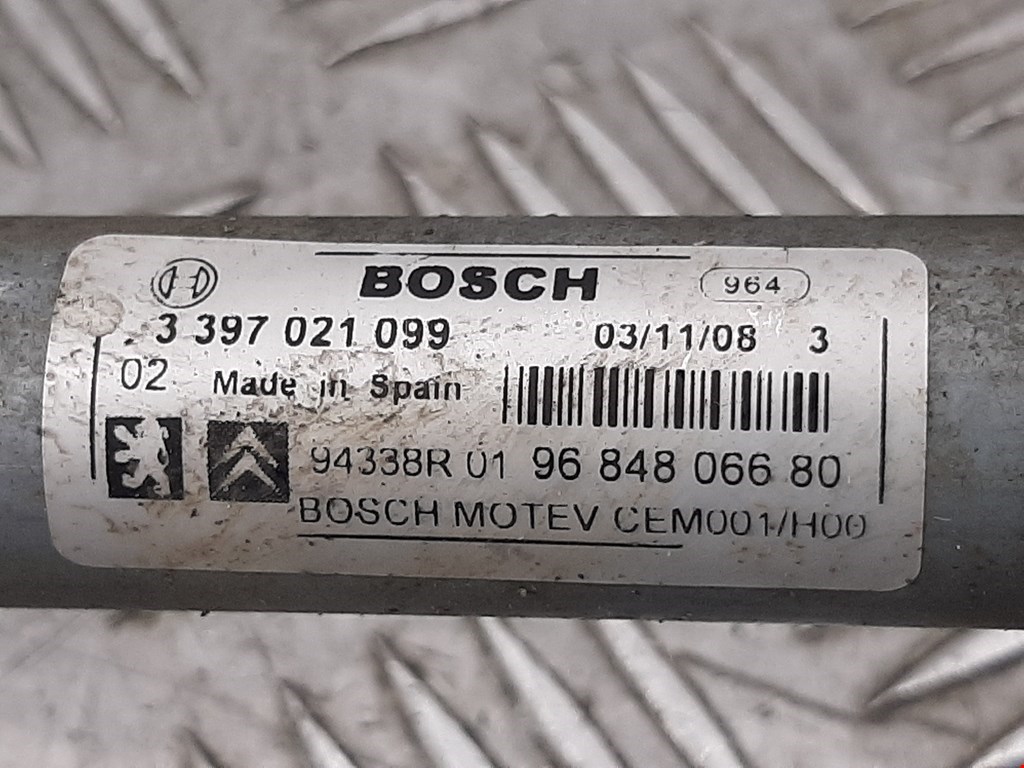 BOSCH 964
3 397 021 099 03/11/08 3
02 Made in Spain
94338R 01 96 848 066 80
BOSCH MOTEV CEM001/H00